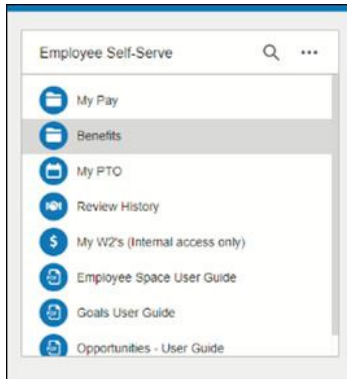 Employee Self-Serve
My Pay
Benefits
My PTO
Review History
My W2's (Internal access only)
Employee Space User Guide
Goals User Guide
Opportunities - User Guide